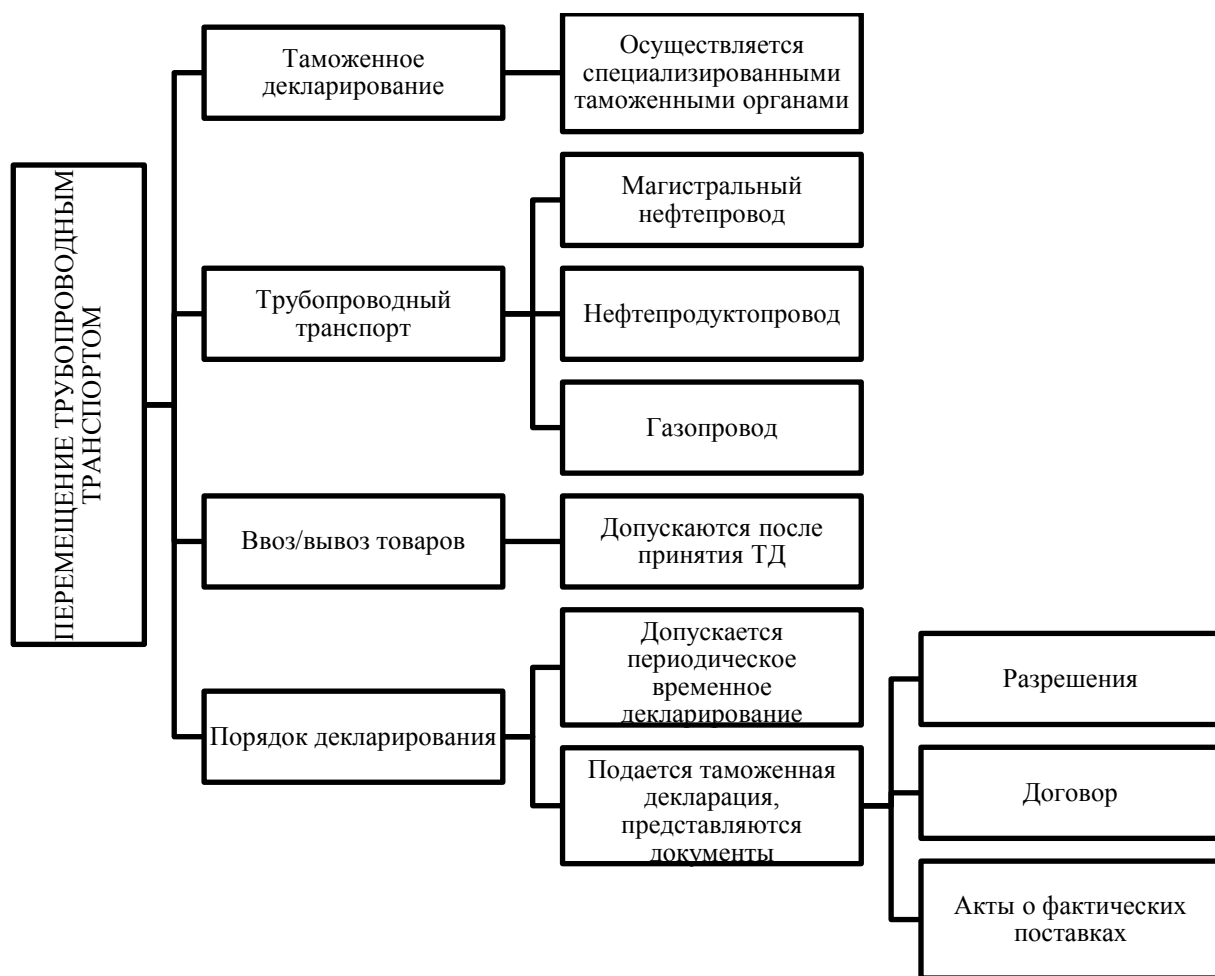 ПЕРЕМЕЩЕНИЕ ТРУБОПРОВОДНЫМ
ТРАНСПОРТОМ
Таможенное
декларирование
Осуществляется
специализированными
таможенными органами
Трубопроводный
транспорт
Магистральный
нефтепровод
Нефтепродуктопровод
Газопровод
Ввоз/вывоз товаров
Допускаются после
принятия ТД
Порядок декларирования
Допускается
периодическое
временное
декларирование
Подается таможенная
декларация,
представляются
документы
Разрешения
Договор
Акты о фактических
поставках